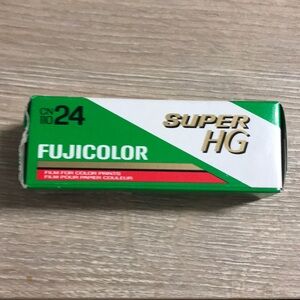 CN
110 24
SUPER
HG
FUJICOLOR
FILM FOR COLOR PRINTS
FILM POUR PAPIER COULEUR